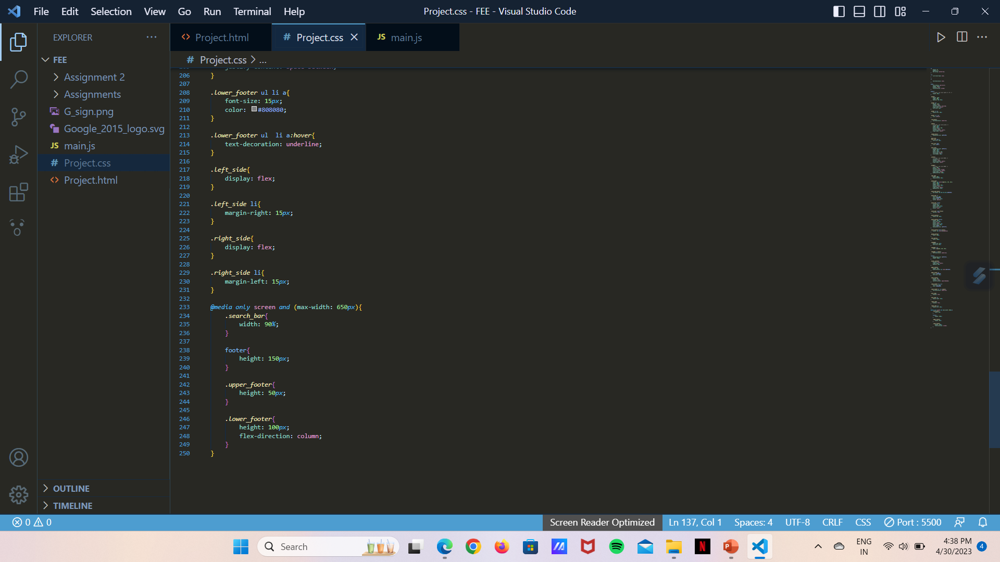 File Edit Selection View Go Run Terminal Help
Project.css - FEE - Visual Studio Code
EXPLORER
FEE
Assignment 2
Assignments
G_sign.png
Google_2015_logo.svg
JS main.js
# Project.css
<> Project.html
OUTLINE
TIMELINE
<> Project.html
# Project.css
JS main.js
# Project.css > ...
206 }
207
208 .lower_footer ul li a{
209 font-size: 15px;
210 color: #808080;
211 }
212
213 .lower_footer ul  li a:hover{
214 text-decoration: underline;
215 }
216
217 .left_side{
218 display: flex;
219 }
220
221 .left_side li{
222 margin-right: 15px;
223 }
224
225 .right_side{
226 display: flex;
227 }
228
229 .right_side li{
230 margin-left: 15px;
231 }
232
233 @media only screen and (max-width: 650px){
234 .search_bar{
235 width: 90%;
236 }
237
238 footer{
239 height: 150px;
240 }
241
242 .upper_footer{
243 height: 50px;
244 }
245
246 .lower_footer{
247 height: 100px;
248 flex-direction: column;
249 }
250 }
0 0
Screen Reader Optimized
Ln 137, Col 1
Spaces: 4
UTF-8
CRLF
CSS
Port : 5500
Search
ENG
IN
4:38 PM
4/30/2023
4